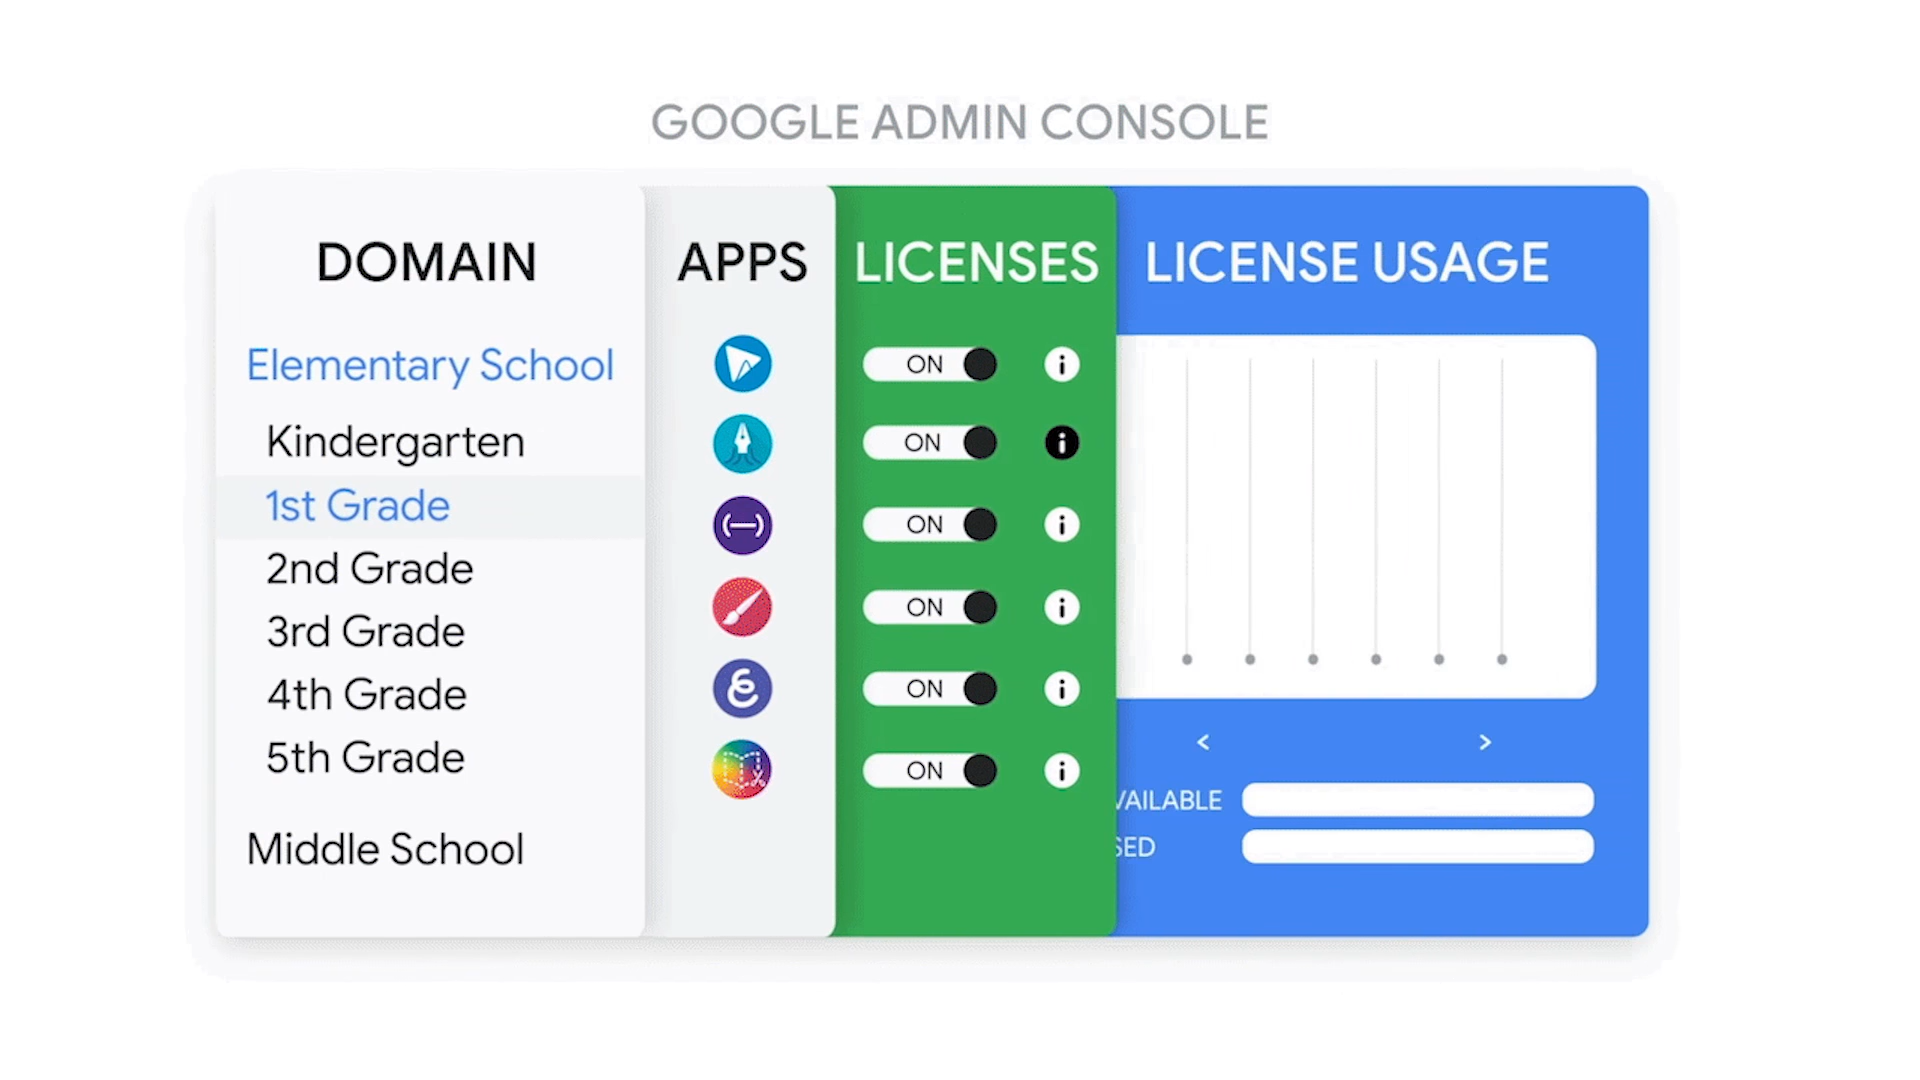 GOOGLE ADMIN CONSOLE
DOMAIN
Elementary School
Kindergarten
1st Grade
2nd Grade
3rd Grade
4th Grade
5th Grade
Middle School
APPS
LICENSES
ON
ON
ON
ON
ON
ON
LICENSE USAGE
< >
VAILABLE
SED